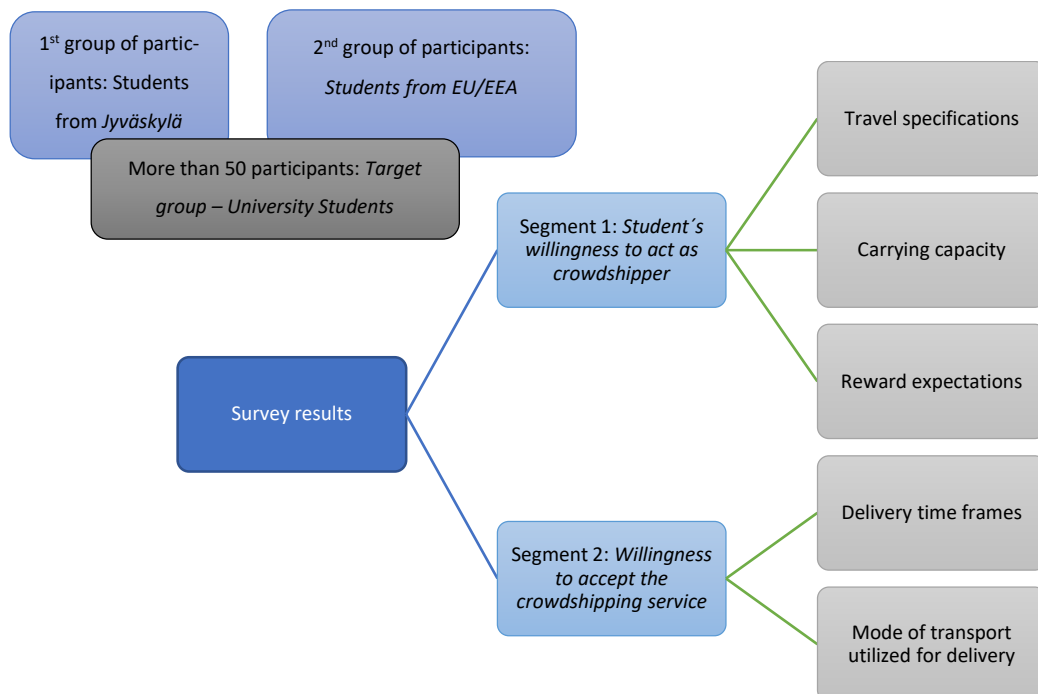 1st group of partic-
ipants: Students
from Jyväskylä
2nd group of participants:
Students from EU/EEA
More than 50 participants: Target
group – University Students
Survey results
Segment 1: Student´s
willingness to act as
crowdshipper
Travel specifications
Carrying capacity
Reward expectations
Segment 2: Willingness
to accept the
crowdshipping service
Delivery time frames
Mode of transport
utilized for delivery